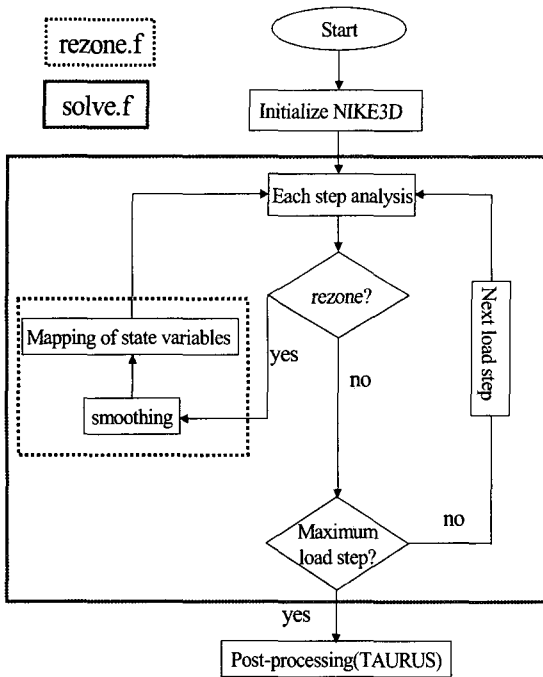 rezone.f
solve.f
Start
Initialize NIKE3D
Each step analysis
rezone?
Mapping of state variables
yes
smoothing
no
Next load step
Maximum
load step?
no
yes
Post-processing(TAURUS)